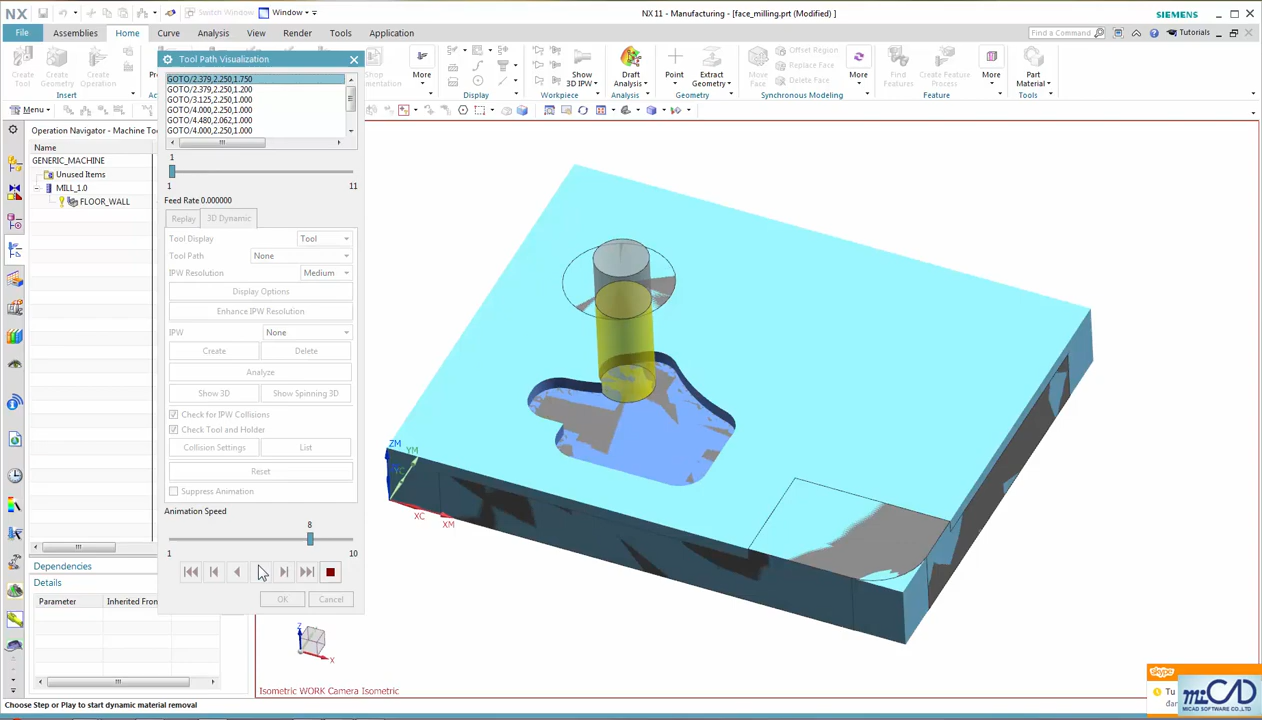 NX
Switch Window
Window
NX 11 - Manufacturing - [face_milling.prt (Modified) ]
SIEMENS
File
Assemblies
Home
Curve
Analysis
View
Render
Tools
Application
Find a Command
Tutorials
Tool Path Visualization
Create Tool
Create Geometry
Create Operation
Insert
More
Display
Show 3D IPW
Workpiece
Draft Analysis
Analysis
Point
Extract Geometry
Geometry
Move Face
Offset Region
Replace Face
Delete Face
More
Synchronous Modeling
Find Features
Create Feature Process
More
Feature
Part Material
Tools
Menu
GOTO/2.379,2.250,1.750
GOTO/2.379,2.250,1.200
GOTO/3.125,2.250,1.000
GOTO/4.000,2.250,1.000
GOTO/4.480,2.062,1.000
GOTO/4.000,2.250,1.000
1
1
11
Feed Rate 0.000000
Replay
3D Dynamic
Tool Display
Tool
Tool Path
None
IPW Resolution
Medium
Display Options
Enhance IPW Resolution
IPW
None
Create
Delete
Analyze
Show 3D
Show Spinning 3D
Check for IPW Collisions
Check Tool and Holder
Collision Settings
List
Reset
Suppress Animation
Animation Speed
8
1
10
OK
Cancel
Operation Navigator - Machine Too
Name
GENERIC_MACHINE
Unused Items
MILL_1.0
FLOOR_WALL
Dependencies
Details
Parameter
Inherited From
ZM
YM
YC
XC
XM
Z
X
Isometric WORK Camera Isometric
Choose Step or Play to start dynamic material removal
skype
Tu
miCAD
MICAD SOFTWARE CO.,LTD